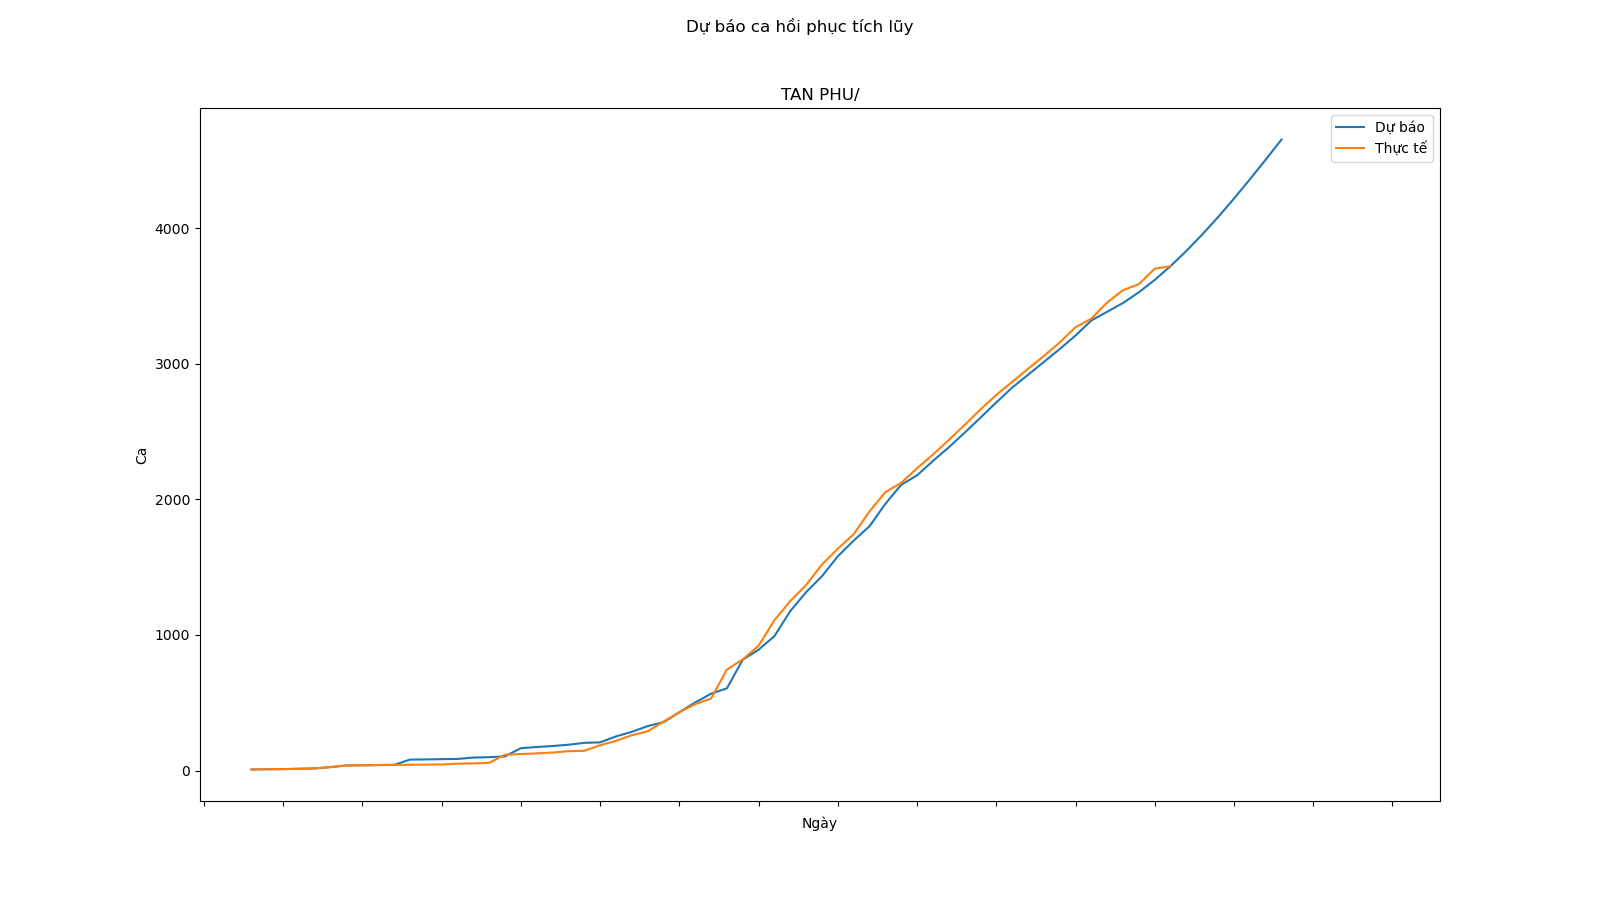 Dự báo ca hồi phục tích lũy
TAN PHU/
Dự báo
Thực tế
4000
3000
2000
1000
0
Ca
Ngày